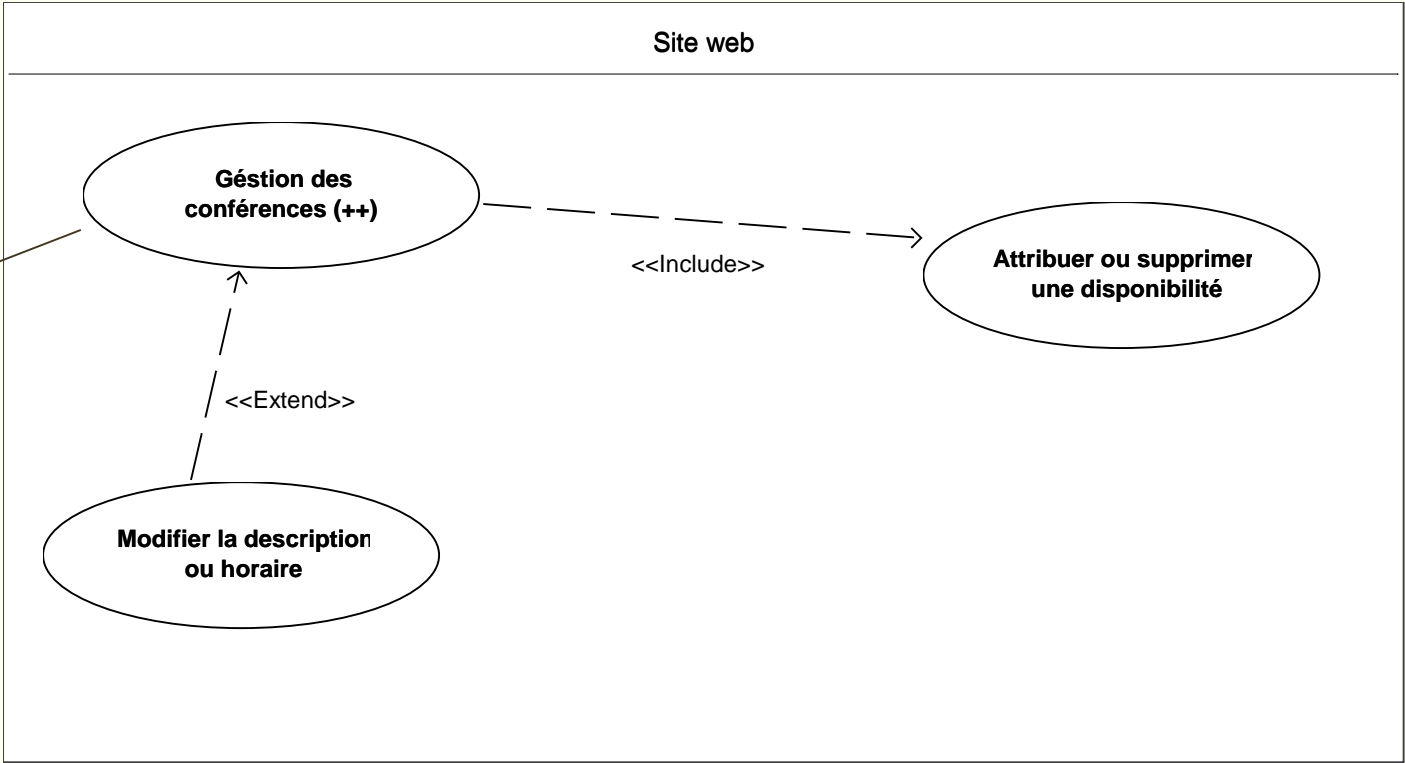 Site web
Géstion des
conférences (++)
<<Include>>
Attribuer ou supprimer
une disponibilité
<<Extend>>
Modifier la description
ou horaire